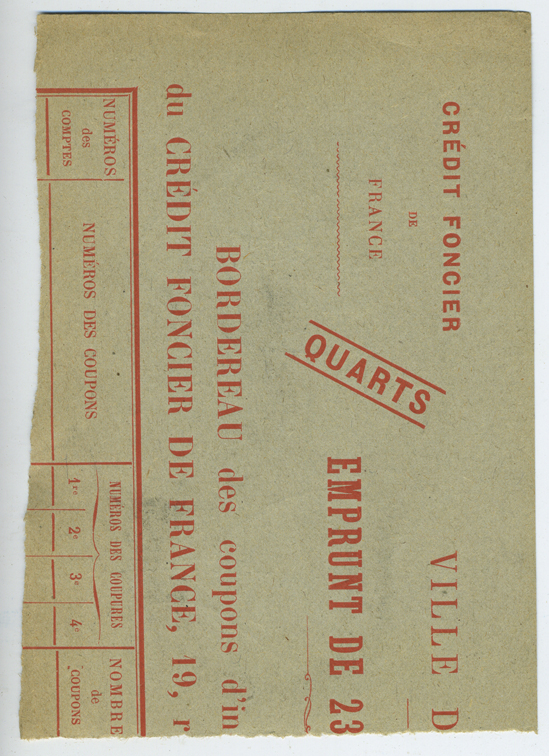 CRÉDIT FONCIER
DE
FRANCE
QUARTS
VILLE D
EMPRUNT DE 23
BORDEREAU des coupons d'in
du CRÉDIT FONCIER DE FRANCE, 19, r
NUMÉROS
des
COMPTES
NUMÉROS DES COUPONS
NUMÉROS DES COUPURES
1re 2e 3e 4e
NOMBRE
de
COUPONS